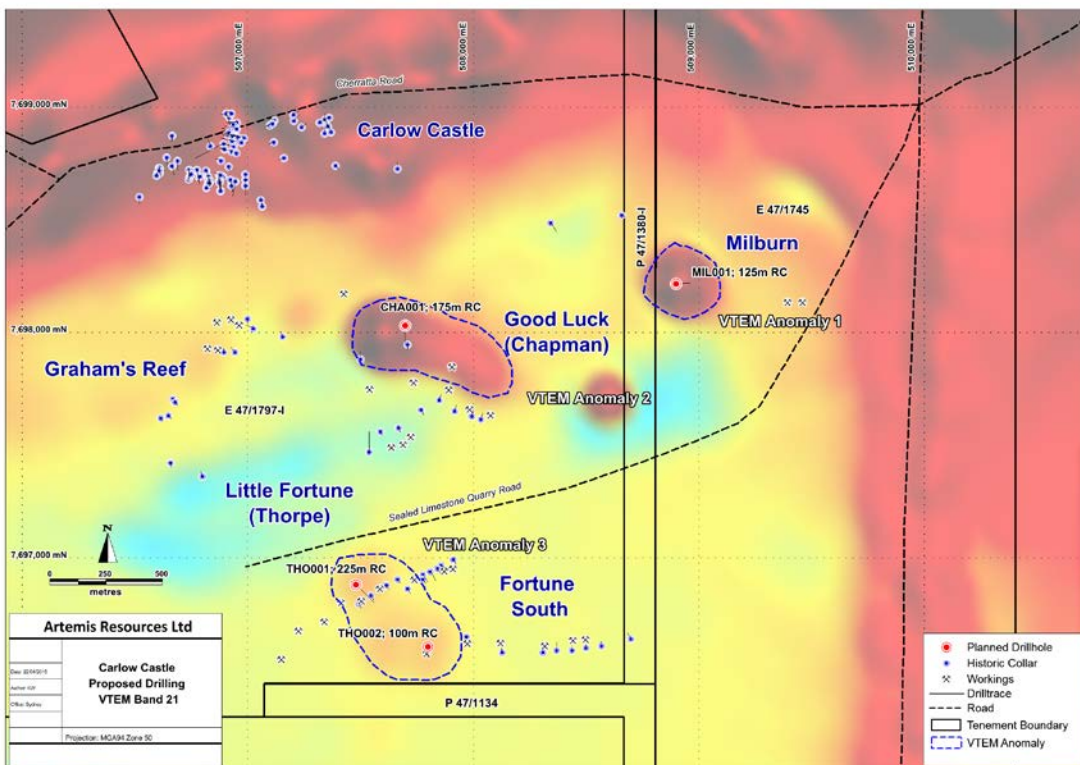 507,000 mE
508,000 mE
509,000 mE
910,000 mE
7,699,000 mN
Cherratta Road
Carlow Castle
P 47/1380-I
E 47/1745
Milburn
MIL001; 125m RC
VTEM Anomaly 1
CHA001; 175m RC
7,698,000 mN
Good Luck
(Chapman)
Graham's Reef
VTEM Anomaly 2
E 47/1797-I
Little Fortune
(Thorpe)
Sealed Limestone Quarry Road
N
7,697,000 mN
VTEM Anomaly 3
THO001; 225m RC
250 0 250 500
metres
Fortune
South
THO002; 100m RC
P 47/1134
Artemis Resources Ltd
Carlow Castle
Proposed Drilling
VTEM Band 21
Office: Sydney
Projection: MGA94 Zone 50
Planned Drillhole
Historic Collar
Workings
Drilltrace
Road
Tenement Boundary
VTEM Anomaly